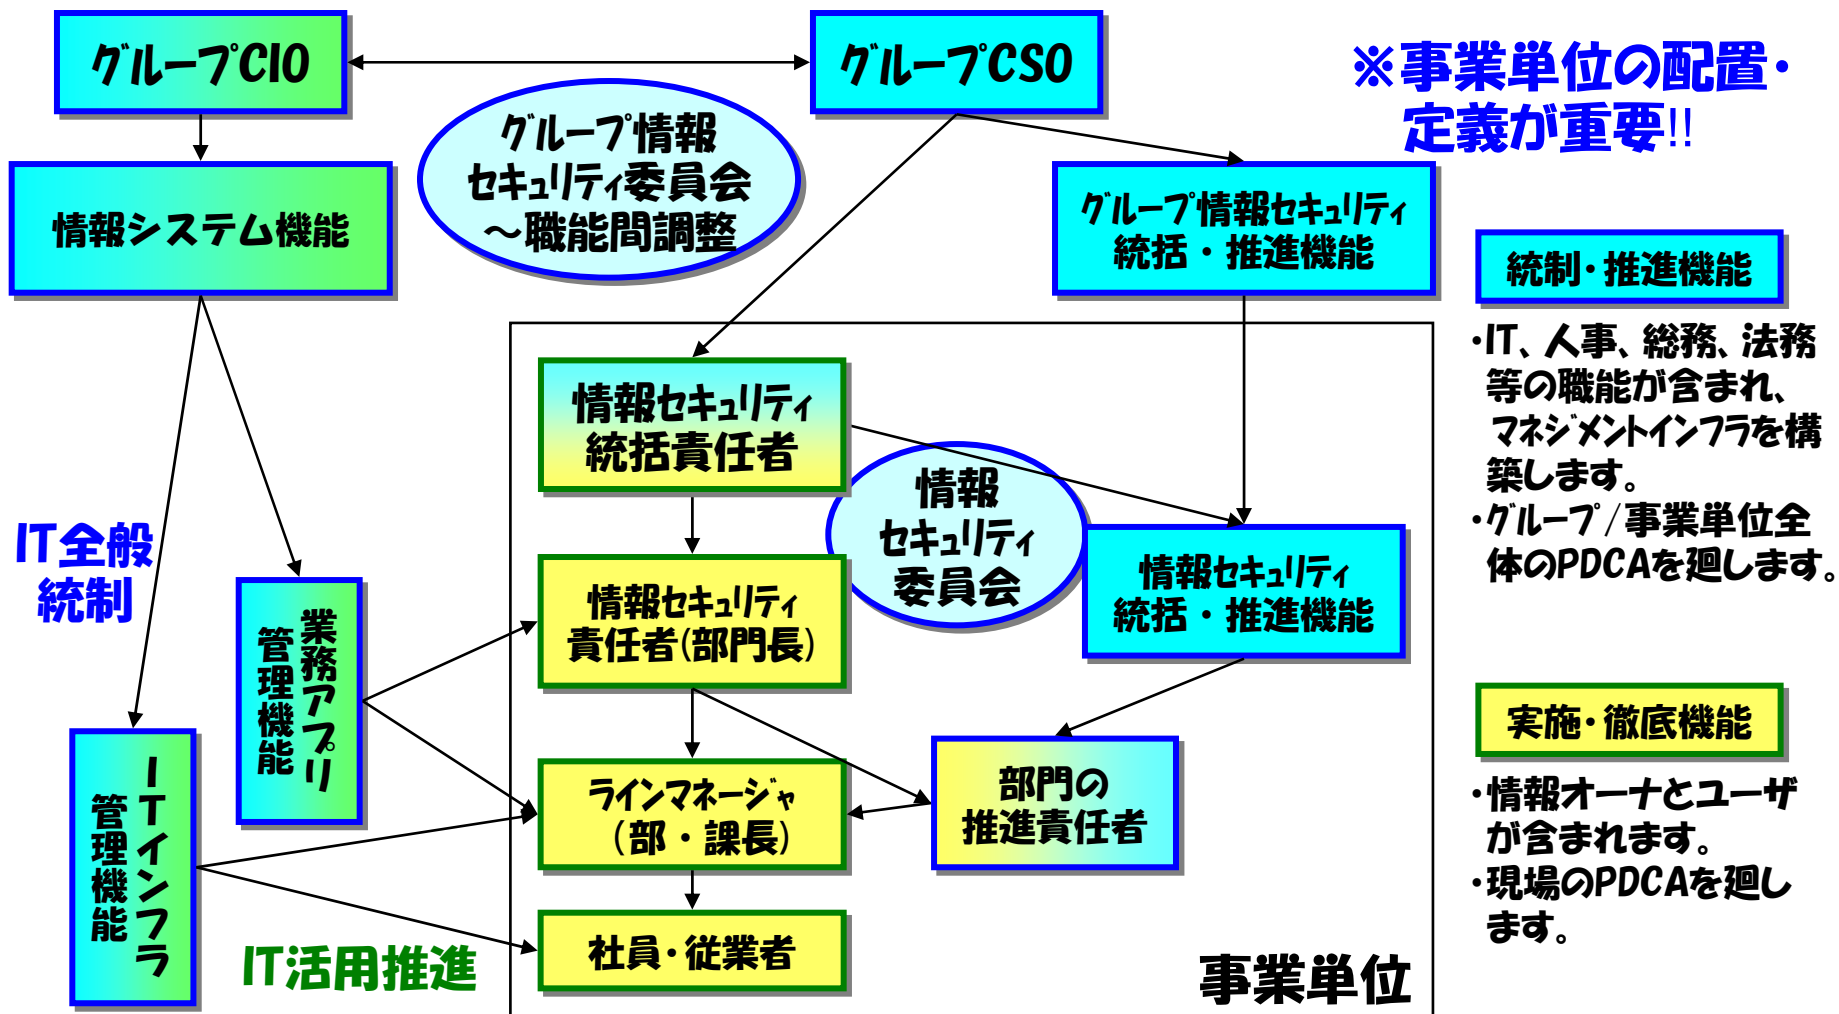 グループCIO
グループCSO
※事業単位の配置・
定義が重要!!
グループ情報
セキュリティ委員会
～職能間調整
情報システム機能
グループ情報セキュリティ
統括・推進機能
統制・推進機能
・IT、人事、総務、法務
等の職能が含まれ、
マネジメントインフラを構
築します。
・グループ/事業単位全
体のPDCAを廻します。
情報セキュリティ
統括責任者
情報
セキュリティ
委員会
IT全般
統制
情報セキュリティ
責任者(部門長)
情報セキュリティ
統括・推進機能
業務アプリ
管理機能
ITインフラ
管理機能
ラインマネージャ
(部・課長)
部門の
推進責任者
実施・徹底機能
・情報オーナとユーザ
が含まれます。
・現場のPDCAを廻し
ます。
社員・従業者
IT活用推進
事業単位